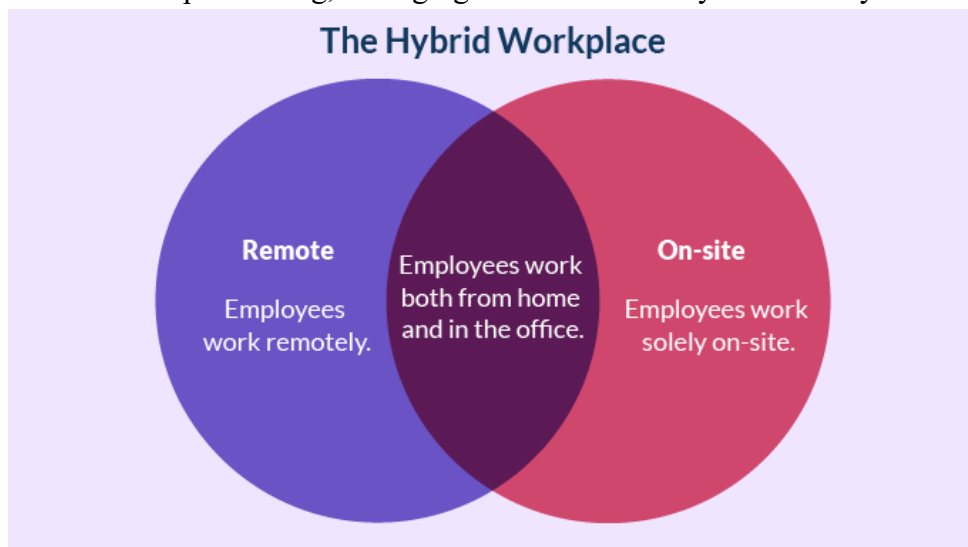 The Hybrid Workplace
Remote
Employees
work remotely.
Employees work
both from home
and in the office.
On-site
Employees work
solely on-site.